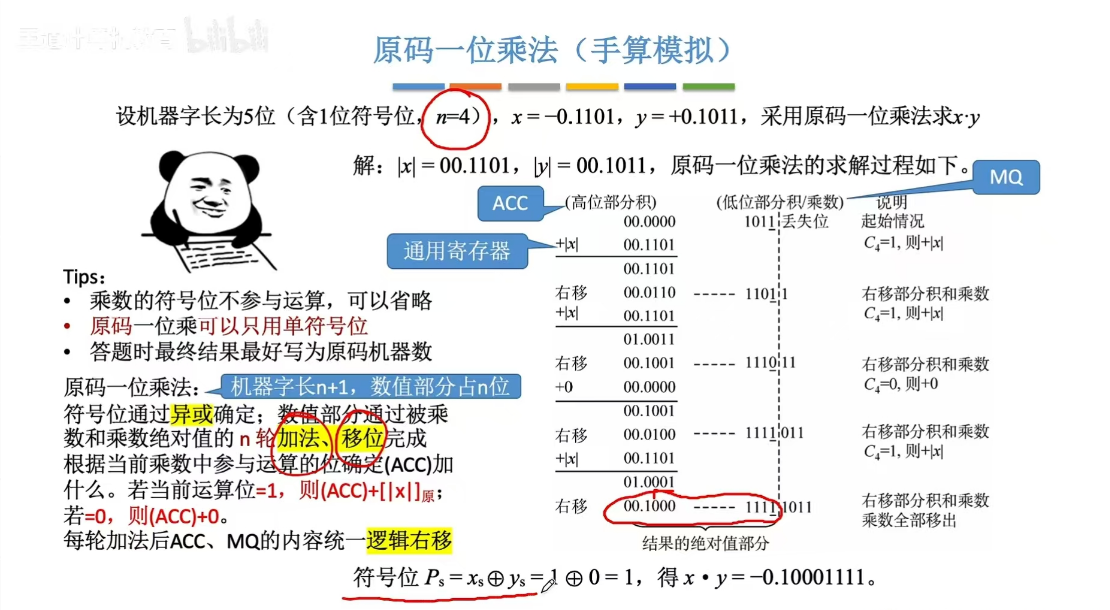 bilibili
原码一位乘法（手算模拟）
设机器字长为5位（含1位符号位，n=4），x = −0.1101，y = +0.1011，采用原码一位乘法求x·y
解：|x| = 00.1101，|y| = 00.1011，原码一位乘法的求解过程如下。
MQ
ACC
通用寄存器
(高位部分积) (低位部分积/乘数) 说明
00.0000 1011 丢失位 起始情况
+|x| 00.1101 C₄=1, 则+|x|
00.1101
右移 00.0110 ----- 1101 1 右移部分积和乘数
+|x| 00.1101 C₄=1, 则+|x|
01.0011
右移 00.1001 ----- 1110 11 右移部分积和乘数
+0 00.0000 C₄=0, 则+0
00.1001
右移 00.0100 ----- 1111 011 右移部分积和乘数
+|x| 00.1101 C₄=1, 则+|x|
01.0001
右移 00.1000 ----- 1111 1011 右移部分积和乘数
乘数全部移出
结果的绝对值部分
Tips：
• 乘数的符号位不参与运算，可以省略
• 原码一位乘可以只用单符号位
• 答题时最终结果最好写为原码机器数
原码一位乘法：
机器字长n+1，数值部分占n位
符号位通过异或确定；数值部分通过被乘
数和乘数绝对值的 n 轮加法、移位完成
根据当前乘数中参与运算的位确定(ACC)加
什么。若当前运算位=1，则(ACC)+[|x|]原；
若=0，则(ACC)+0。
每轮加法后ACC、MQ的内容统一逻辑右移
符号位 Pₛ = xₛ⊕yₛ = 1 ⊕ 0 = 1，得 x·y = −0.10001111。